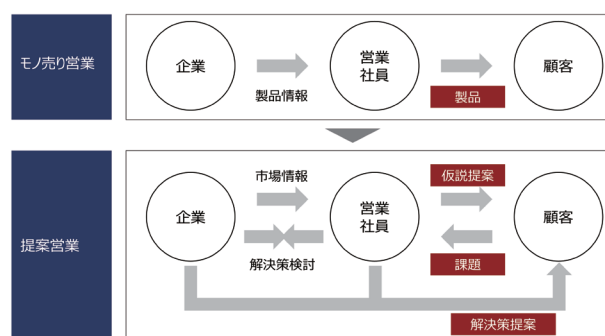 モノ売り営業
企業
製品情報
営業
社員
製品
顧客
提案営業
市場情報
仮説提案
企業
営業
社員
顧客
解決策検討
課題
解決策提案